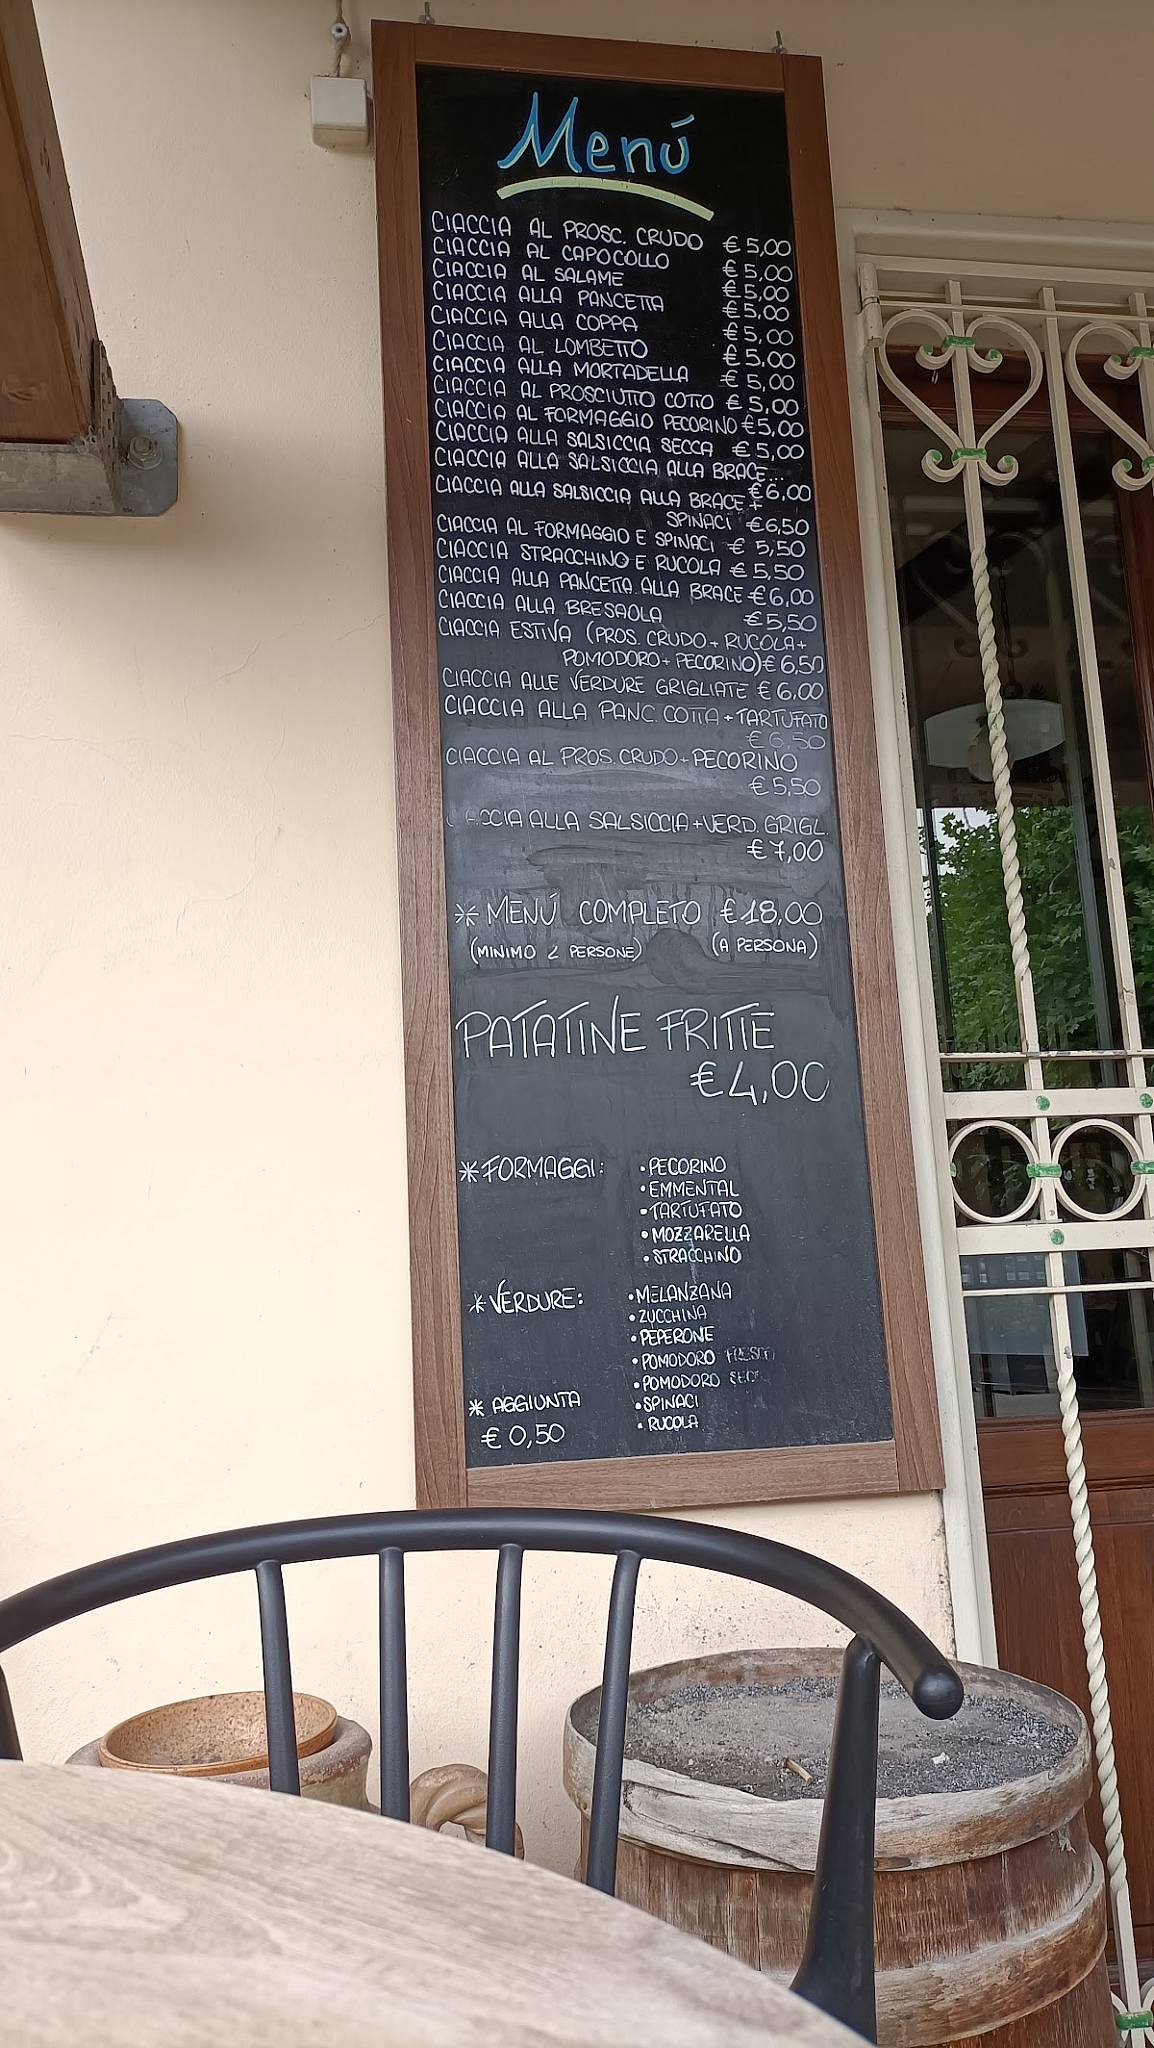 Menú
CIACCIA AL PROSC. CRUDO € 5,00
CIACCIA AL CAPOCOLLO € 5,00
CIACCIA AL SALAME € 5,00
CIACCIA ALLA PANCETTA € 5,00
CIACCIA ALLA COPPA € 5,00
CIACCIA AL LOMBETTO € 5,00
CIACCIA ALLA MORTADELLA € 5,00
CIACCIA AL PROSCIUTTO COTTO € 5,00
CIACCIA AL FORMAGGIO PECORINO € 5,00
CIACCIA ALLA SALSICCIA SECCA € 5,00
CIACCIA ALLA SALSICCIA ALLA BRACE...
€ 6,00
CIACCIA ALLA SALSICCIA ALLA BRACE +
SPINACI € 6,50
CIACCIA AL FORMAGGIO E SPINACI € 5,50
CIACCIA STRACCHINO E RUCOLA € 5,50
CIACCIA ALLA PANCETTA ALLA BRACE € 6,00
CIACCIA ALLA BRESAOLA € 5,50
CIACCIA ESTIVA (PROS. CRUDO + RUCOLA +
POMODORO + PECORINO) € 6,50
CIACCIA ALLE VERDURE GRIGLIATE € 6,00
CIACCIA ALLA PANC. COTTA + TARTUFATO
€ 6,50
CIACCIA AL PROS. CRUDO + PECORINO
€ 5,50
CIACCIA ALLA SALSICCIA + VERD. GRIGL.
€ 7,00
* MENÚ COMPLETO € 18,00
(MINIMO 2 PERSONE) (A PERSONA)
PATATINE FRITTE
€ 4,00
* FORMAGGI: • PECORINO
• EMMENTAL
• TARTUFATO
• MOZZARELLA
• STRACCHINO
* VERDURE: • MELANZANA
• ZUCCHINA
• PEPERONE
• POMODORO FRESCO
• POMODORO
* AGGIUNTA • SPINACI
€ 0,50 • RUCOLA